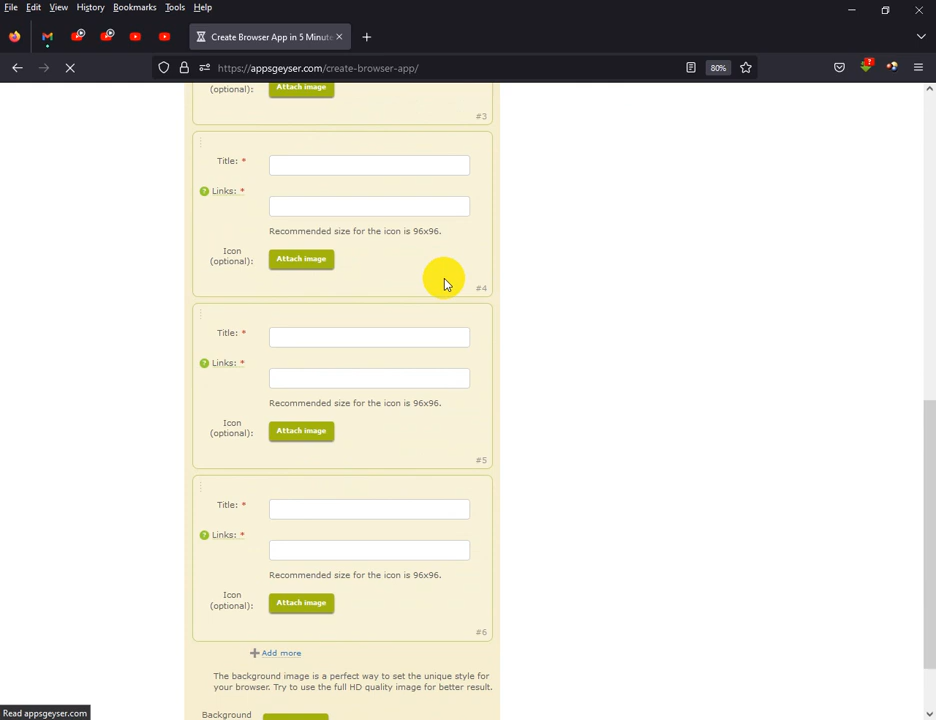 File Edit View History Bookmarks Tools Help
Create Browser App in 5 Minute
https://appsgeyser.com/create-browser-app/
80%
?
(optional):
Attach image
#3
Title: *
? Links: *
Recommended size for the icon is 96x96.
Icon
(optional):
Attach image
#4
Title: *
? Links: *
Recommended size for the icon is 96x96.
Icon
(optional):
Attach image
#5
Title: *
? Links: *
Recommended size for the icon is 96x96.
Icon
(optional):
Attach image
#6
Add more
The background image is a perfect way to set the unique style for
your browser. Try to use the full HD quality image for better result.
Background
Read appsgeyser.com